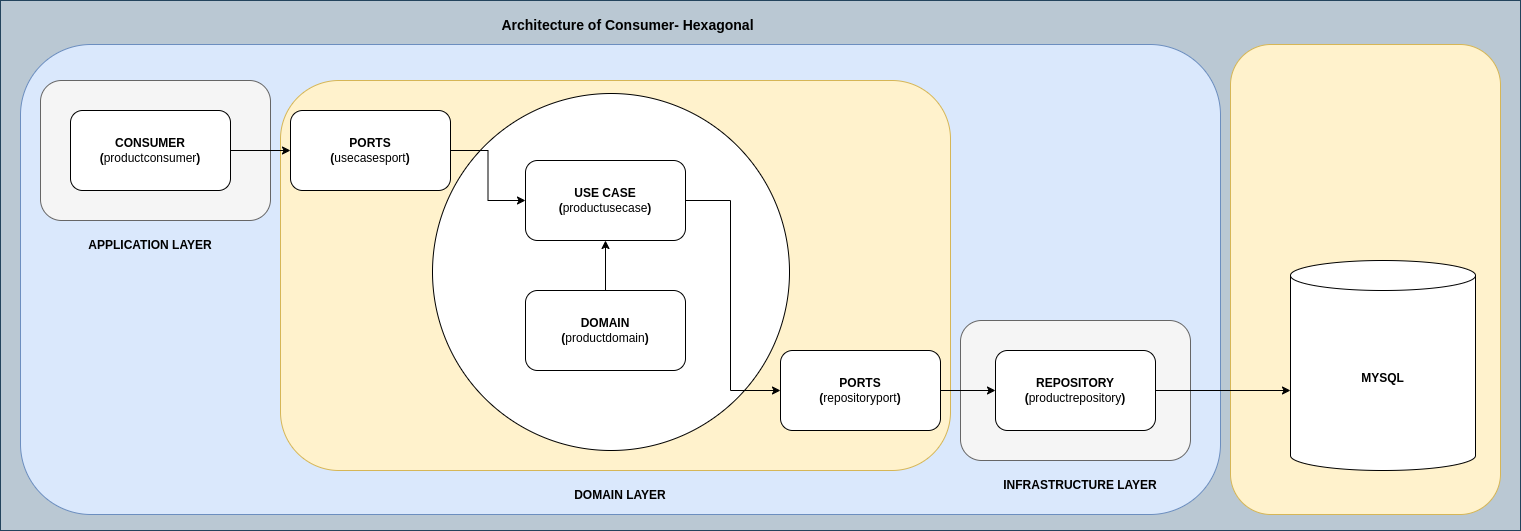 Architecture of Consumer- Hexagonal
CONSUMER
(productconsumer)
APPLICATION LAYER
PORTS
(usecasesport)
USE CASE
(productusecase)
DOMAIN
(productdomain)
PORTS
(repositoryport)
DOMAIN LAYER
REPOSITORY
(productrepository)
INFRASTRUCTURE LAYER
MYSQL